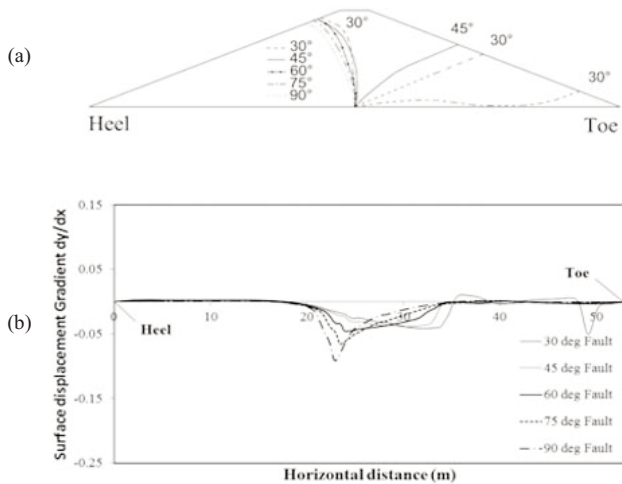 (a)
30°
45°
30°
30°
30°
45°
60°
75°
90°
Heel
Toe
(b)
Surface displacement Gradient dy/dx
0.15
0.05
-0.05
-0.15
-0.25
0
10
20
30
40
50
Heel
Toe
30 deg Fault
45 deg Fault
60 deg Fault
75 deg Fault
90 deg Fault
Horizontal distance (m)